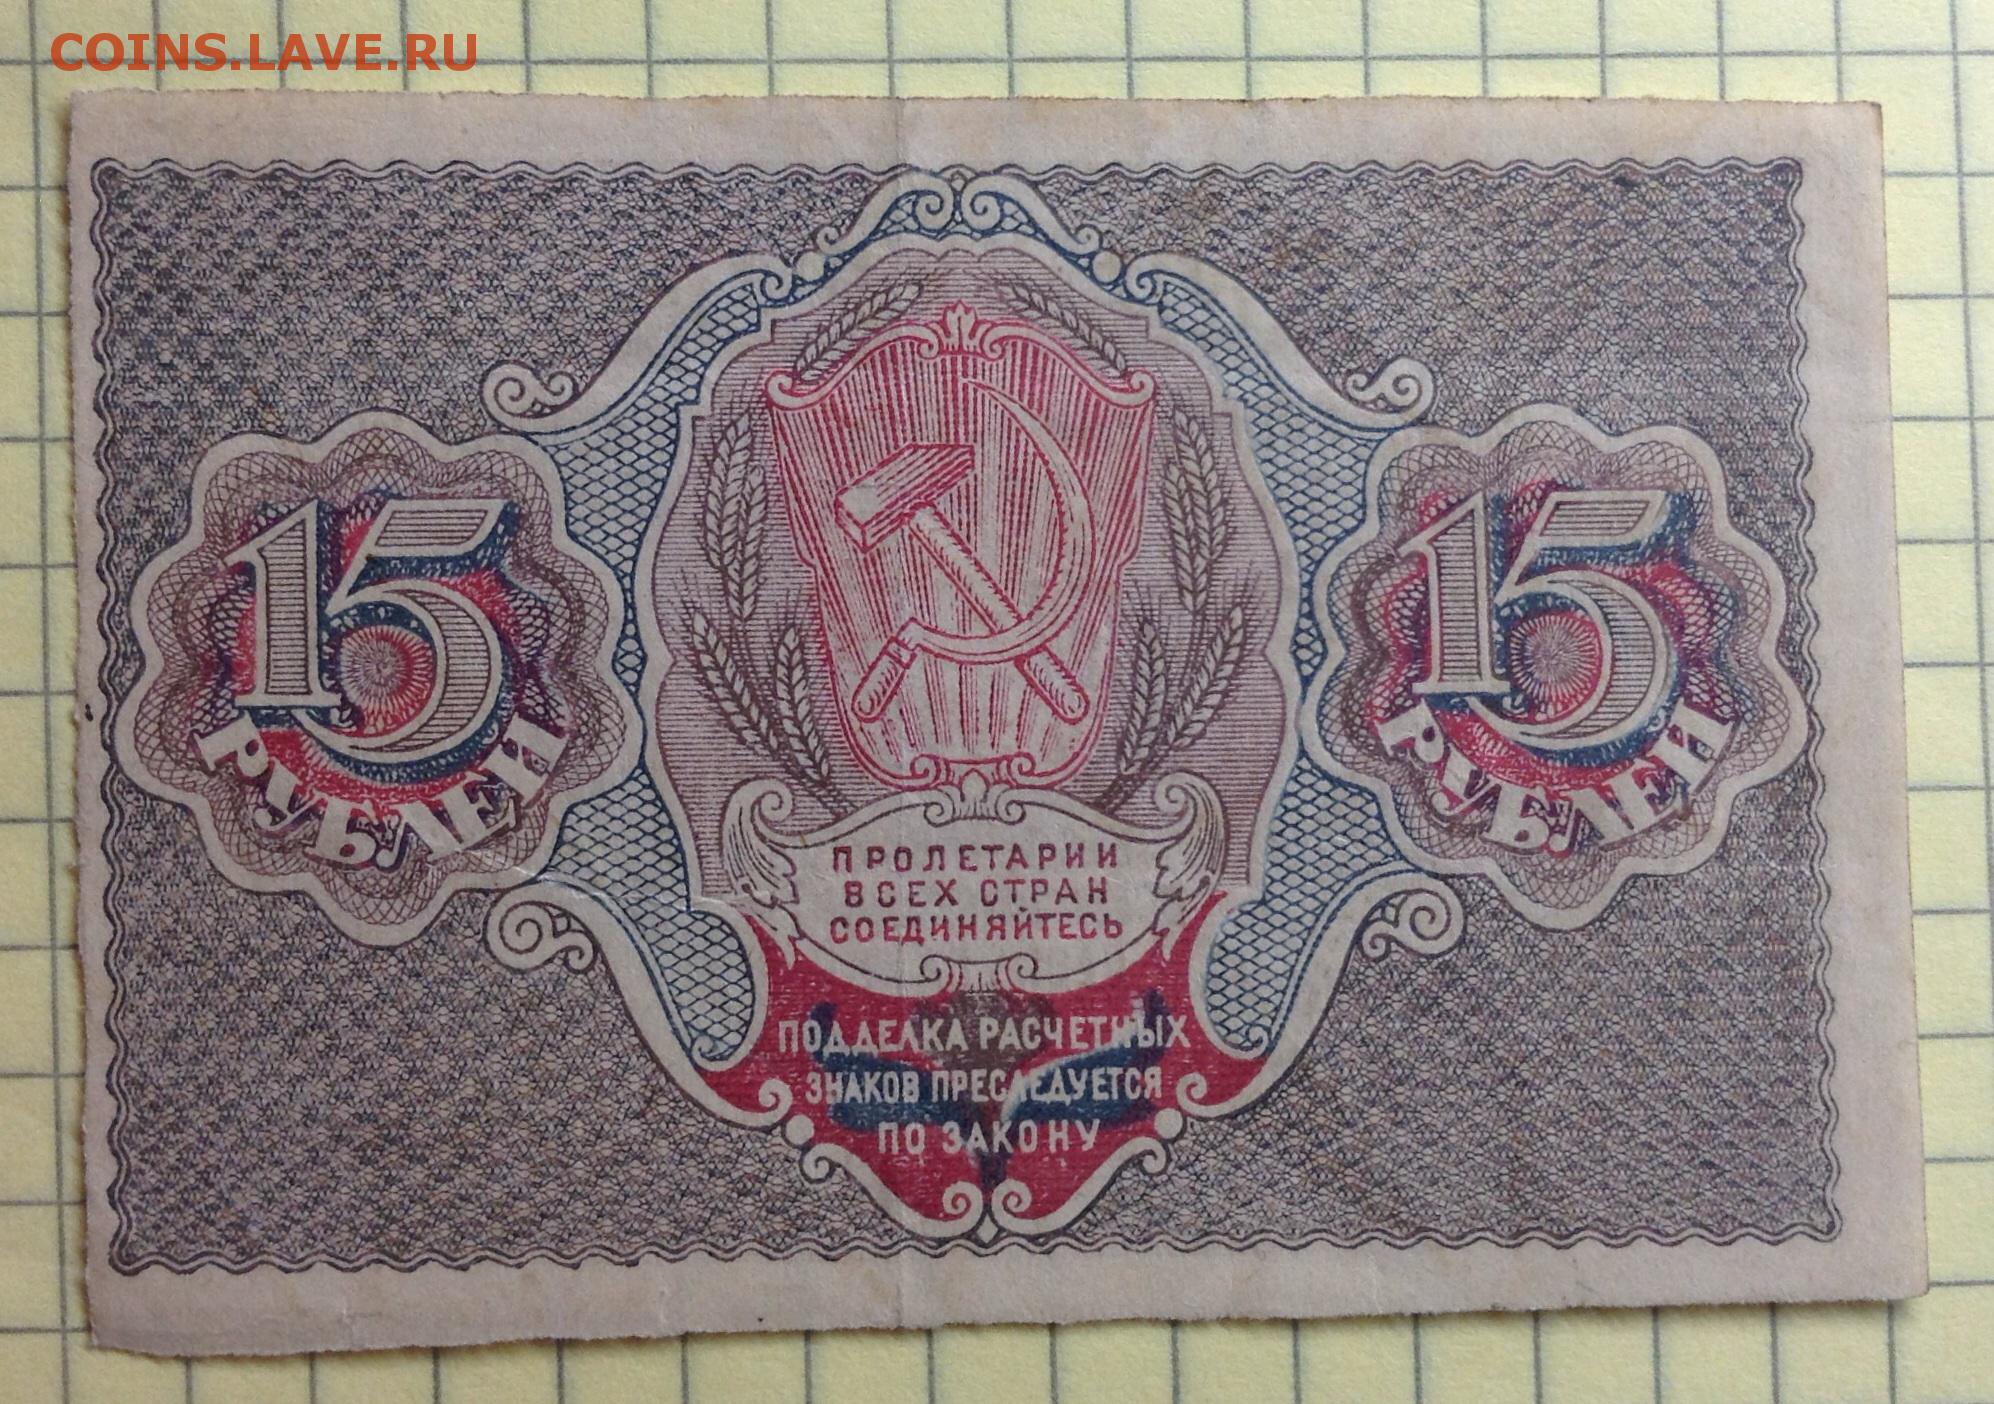 COINS.LAVE.RU
15
РУБЛЕЙ
15
РУБЛЕЙ
ПРОЛЕТАРИИ
ВСЕХ СТРАН
СОЕДИНЯЙТЕСЬ
ПОДДЕЛКА РАСЧЕТНЫХ
ЗНАКОВ ПРЕСЛЕДУЕТСЯ
ПО ЗАКОНУ